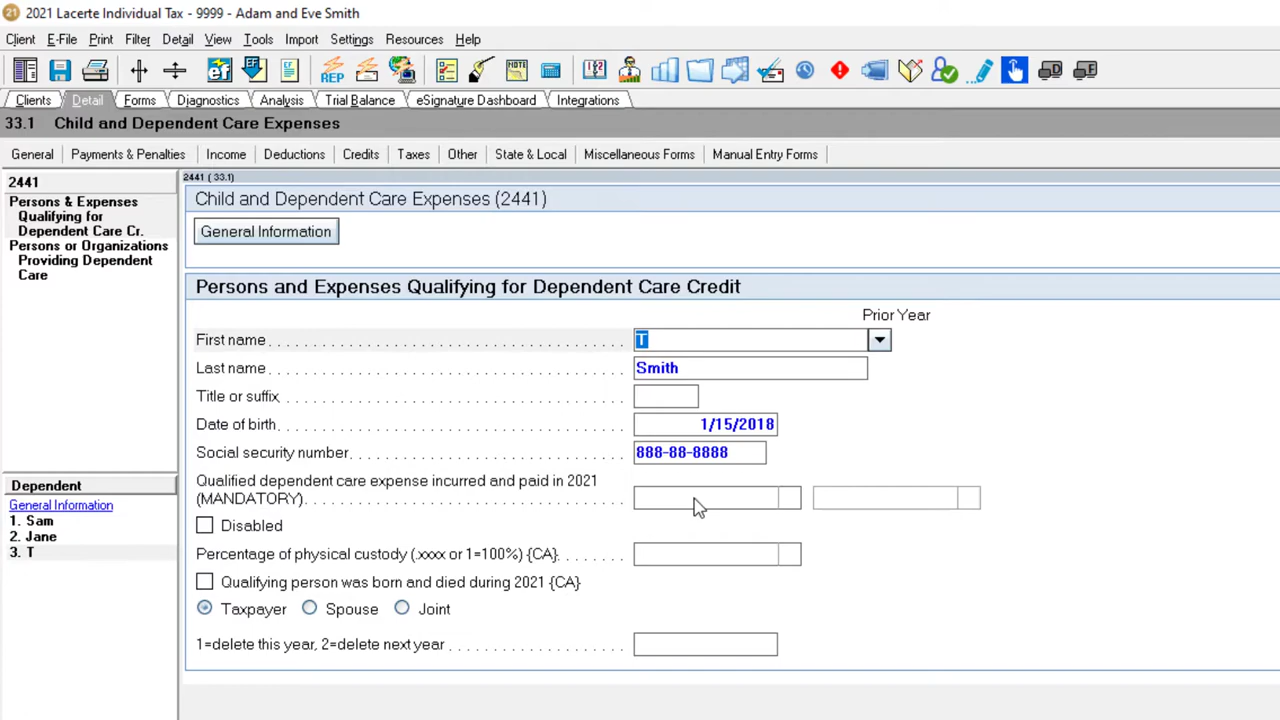 21 2021 Lacerte Individual Tax - 9999 - Adam and Eve Smith
Client E-File Print Filter Detail View Tools Import Settings Resources Help
REP
Clients Detail Forms Diagnostics Analysis Trial Balance eSignature Dashboard Integrations
33.1 Child and Dependent Care Expenses
General Payments & Penalties Income Deductions Credits Taxes Other State & Local Miscellaneous Forms Manual Entry Forms
2441
Persons & Expenses
Qualifying for
Dependent Care Cr.
Persons or Organizations
Providing Dependent
Care
Dependent
General Information
1. Sam
2. Jane
3. T
2441 ( 33.1)
Child and Dependent Care Expenses (2441)
General Information
Persons and Expenses Qualifying for Dependent Care Credit
Prior Year
First name T
Last name Smith
Title or suffix
Date of birth 1/15/2018
Social security number 888-88-8888
Qualified dependent care expense incurred and paid in 2021
(MANDATORY)
Disabled
Percentage of physical custody (.xxxx or 1=100%) {CA}
Qualifying person was born and died during 2021 {CA}
Taxpayer Spouse Joint
1=delete this year, 2=delete next year